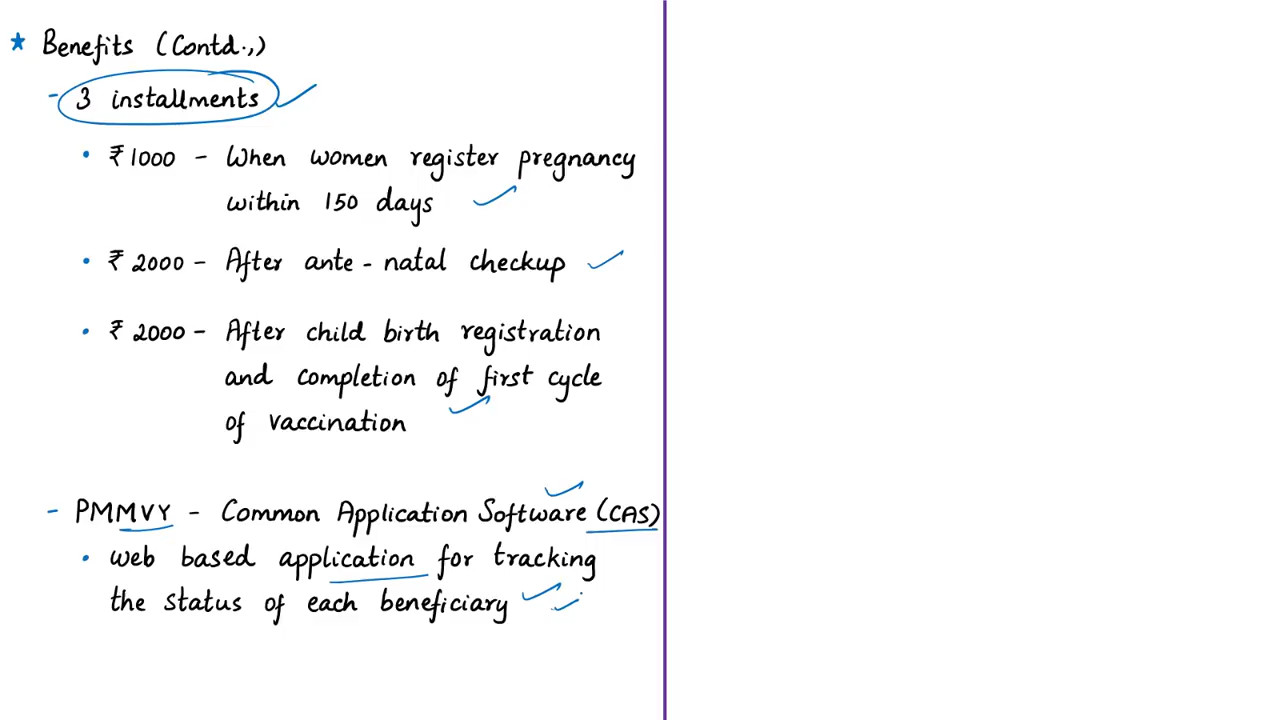 ★ Benefits (Contd.,)
- 3 installments
• ₹1000 - When women register pregnancy
within 150 days
• ₹2000 - After ante-natal checkup
• ₹2000 - After child birth registration
and completion of first cycle
of vaccination
- PMMVY - Common Application Software (CAS)
• web based application for tracking
the status of each beneficiary